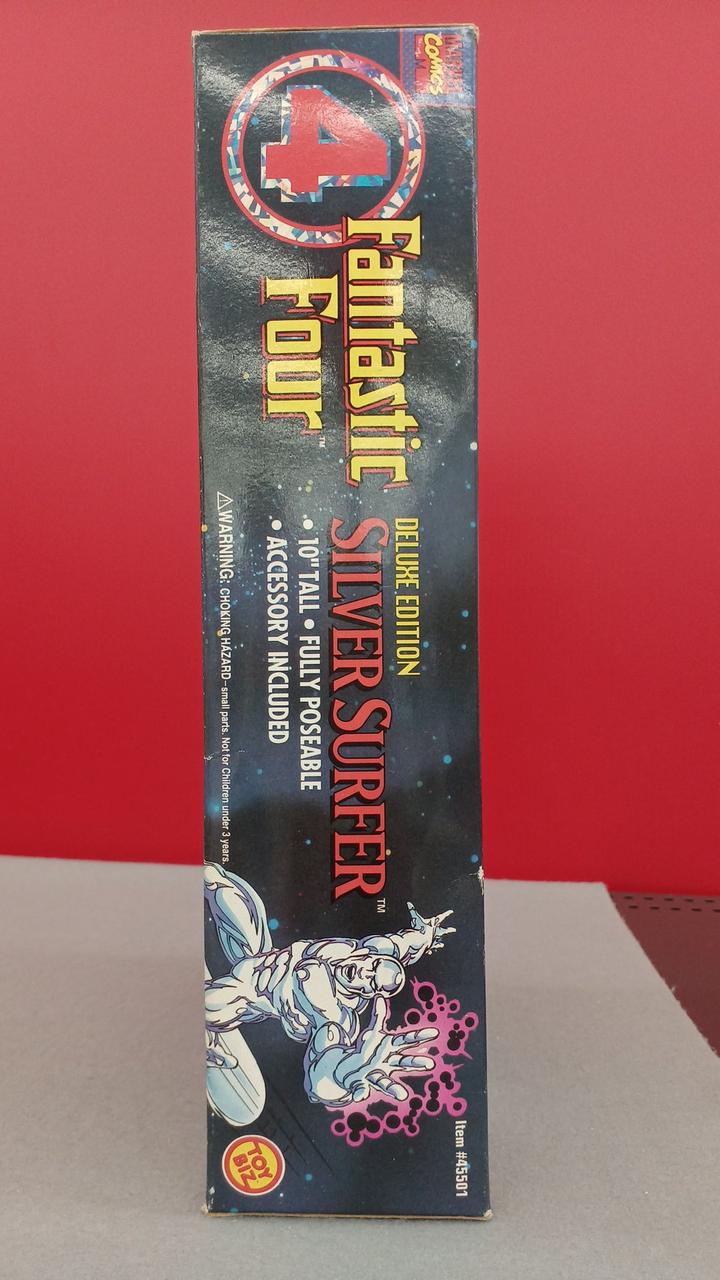 MARVEL
COMICS
4
Fantastic
Four™
DELUXE EDITION
SILVER SURFER™
• 10" TALL • FULLY POSEABLE
• ACCESSORY INCLUDED
⚠WARNING: CHOKING HAZARD–small parts. Not for Children under 3 years.
Item #45501
TOY
BIZ